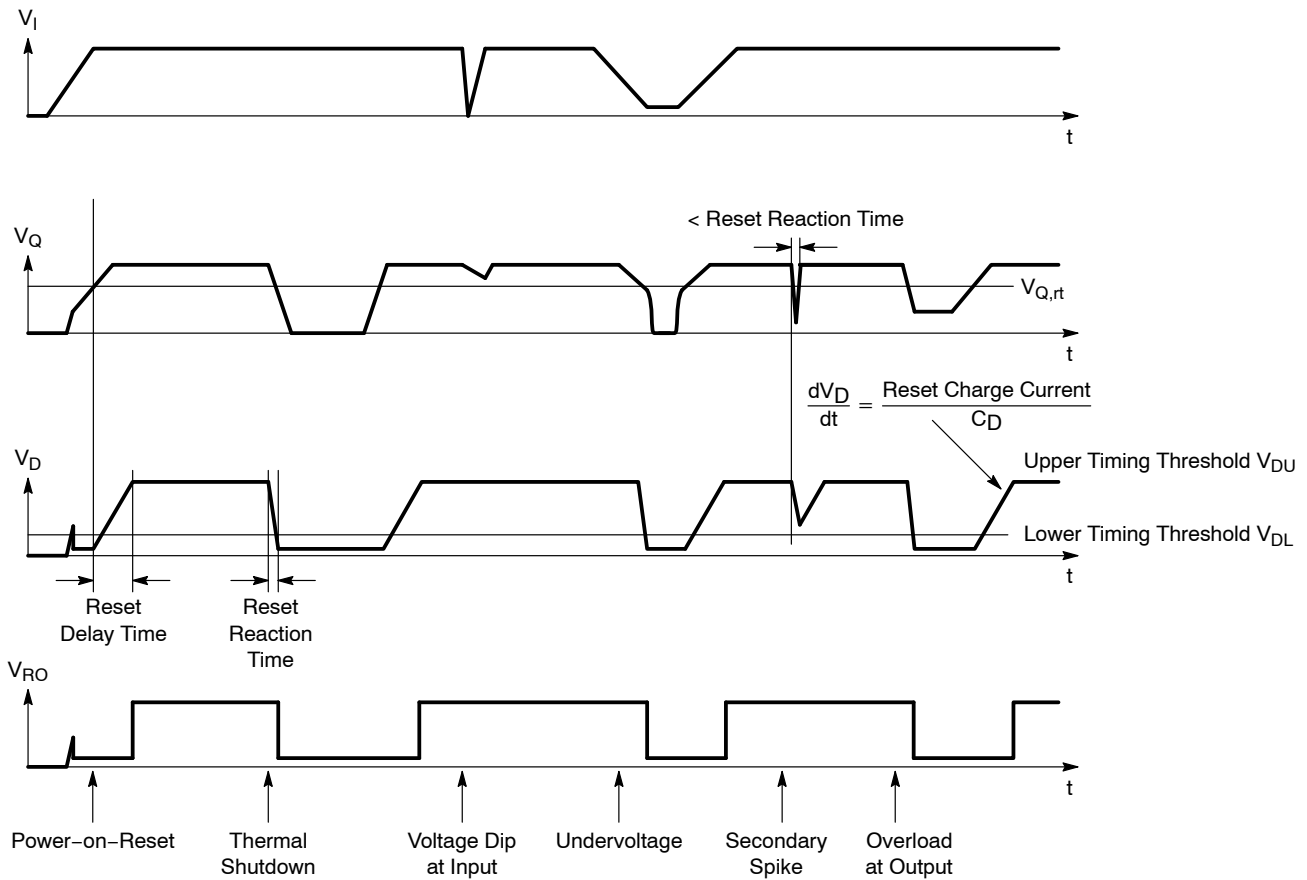 V_I
t
< Reset Reaction Time
V_Q
V_Q,rt
t
dV_D/dt = Reset Charge Current/C_D
V_D
Upper Timing Threshold V_DU
Lower Timing Threshold V_DL
t
Reset
Delay Time
Reset
Reaction
Time
V_RO
t
Power−on−Reset
Thermal
Shutdown
Voltage Dip
at Input
Undervoltage
Secondary
Spike
Overload
at Output